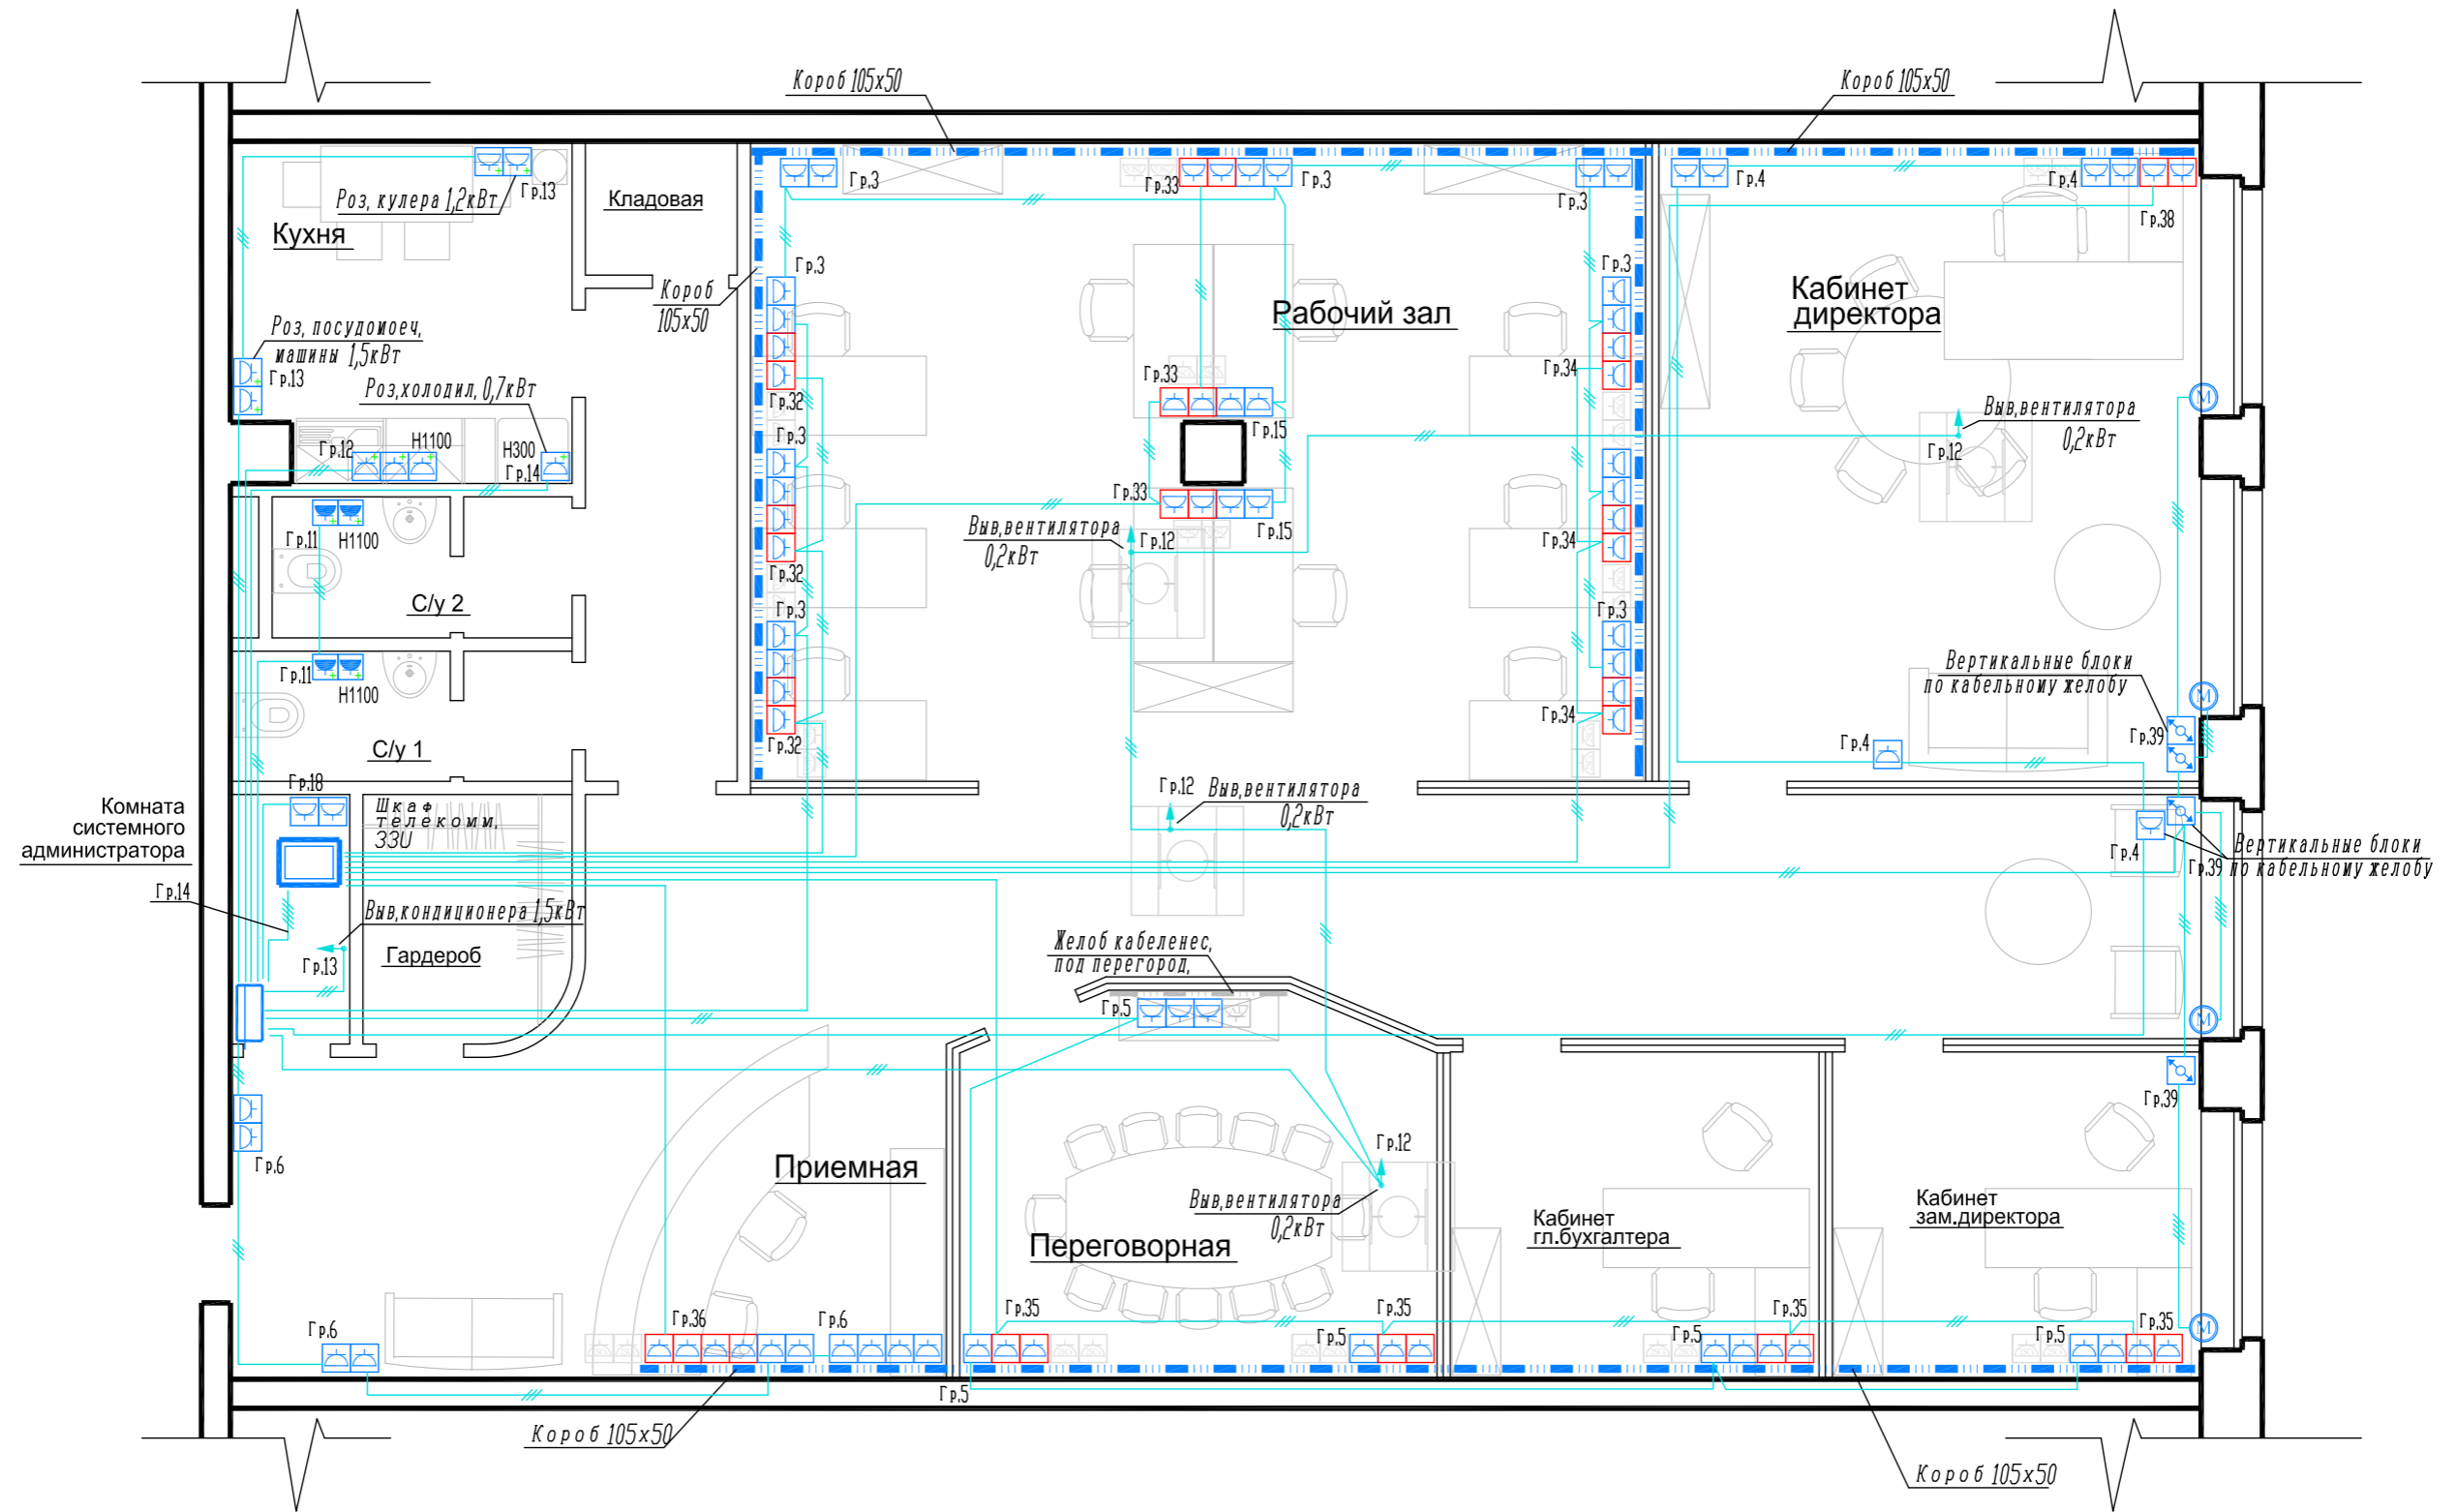 Короб 105х50
Короб 105х50
Роз, кулера 1,2кВт
Гр.13
Кладовая
Гр.3
Гр.33
Гр.3
Гр.3
Гр.4
Гр.4
Гр.38
Кухня
Короб
105х50
Гр.3
Рабочий зал
Гр.3
Кабинет
директора
Роз, посудомоеч,
машины 1,5кВт
Гр.13
Роз,холодил, 0,7кВт
Гр.32
Гр.33
Гр.34
Выв,вентилятора
0,2кВт
Гр.12
Гр.12
Н1100
Н300
Гр.14
Гр.3
Гр.15
Гр.33
Гр.15
Выв,вентилятора
0,2кВт
Гр.12
Гр.11
Н1100
Гр.32
Гр.34
С/у 2
Гр.3
Гр.3
Гр.11
Н1100
Вертикальные блоки
по кабельному желобу
С/у 1
Гр.32
Гр.34
Гр.4
Гр.39
Гр.18
Гр.12
Выв,вентилятора
0,2кВт
Комната
системного
администратора
Шкаф
телекомм,
33U
Гр.4
Гр.39
Вертикальные блоки
по кабельному желобу
Гр.14
Выв,кондиционера 1,5кВт
Гр.13
Гардероб
Желоб кабеленес,
под перегород,
Гр.5
Гр.39
Гр.6
Приемная
Гр.12
Выв,вентилятора
0,2кВт
Переговорная
Кабинет
гл.бухгалтера
Кабинет
зам.директора
Гр.6
Гр.36
Гр.6
Гр.35
Гр.35
Гр.5
Гр.35
Гр.5
Гр.35
Гр.5
Гр.5
Короб 105х50
Короб 105х50
М
М
М
М